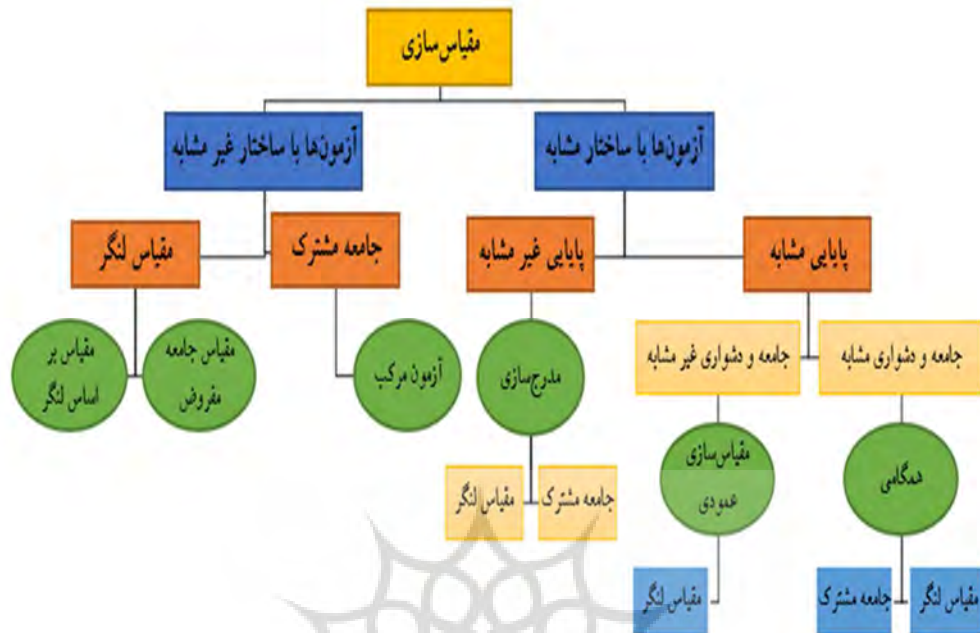 مقیاس‌سازی
آزمون‌ها با ساختار مشابه
آزمون‌ها با ساختار غیر مشابه
پایایی مشابه
پایایی غیر مشابه
جامعه مشترک
مقیاس لنگر
جامعه و دشواری مشابه
جامعه و دشواری غیر مشابه
مدرج‌سازی
آزمون مرکب
مقیاس جامعه
مفروض
مقیاس بر
اساس لنگر
همگامی
مقیاس‌سازی
عمودی
جامعه مشترک
مقیاس لنگر
مقیاس لنگر
جامعه مشترک
مقیاس لنگر